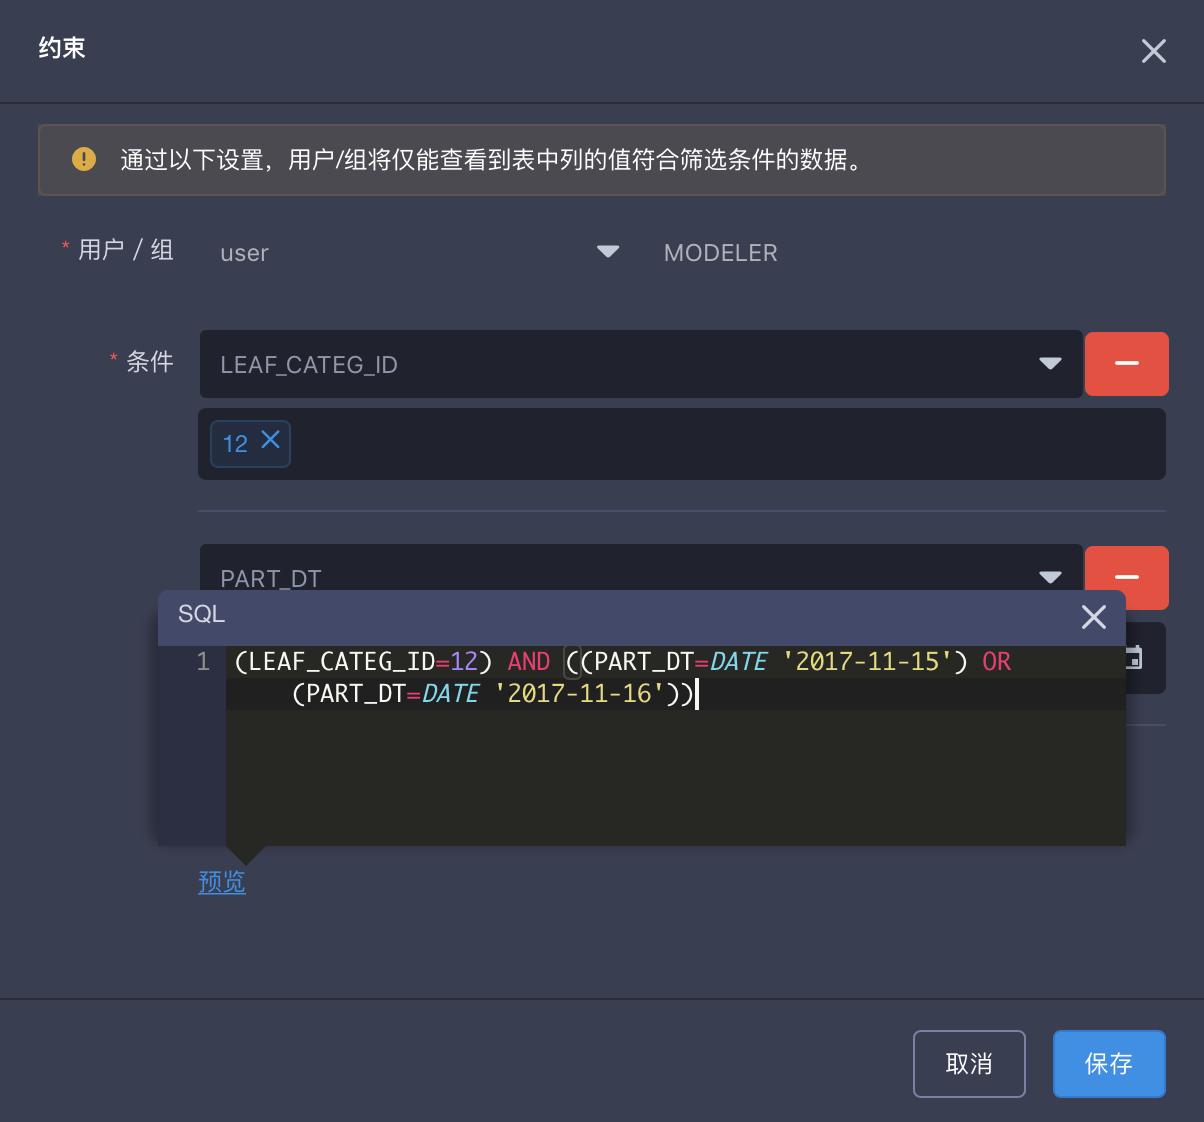 约束
通过以下设置，用户/组将仅能查看到表中列的值符合筛选条件的数据。
* 用户 / 组 user MODELER
* 条件 LEAF_CATEG_ID
12
PART_DT
SQL
1 (LEAF_CATEG_ID=12) AND ((PART_DT=DATE '2017-11-15') OR
(PART_DT=DATE '2017-11-16'))
预览
取消 保存